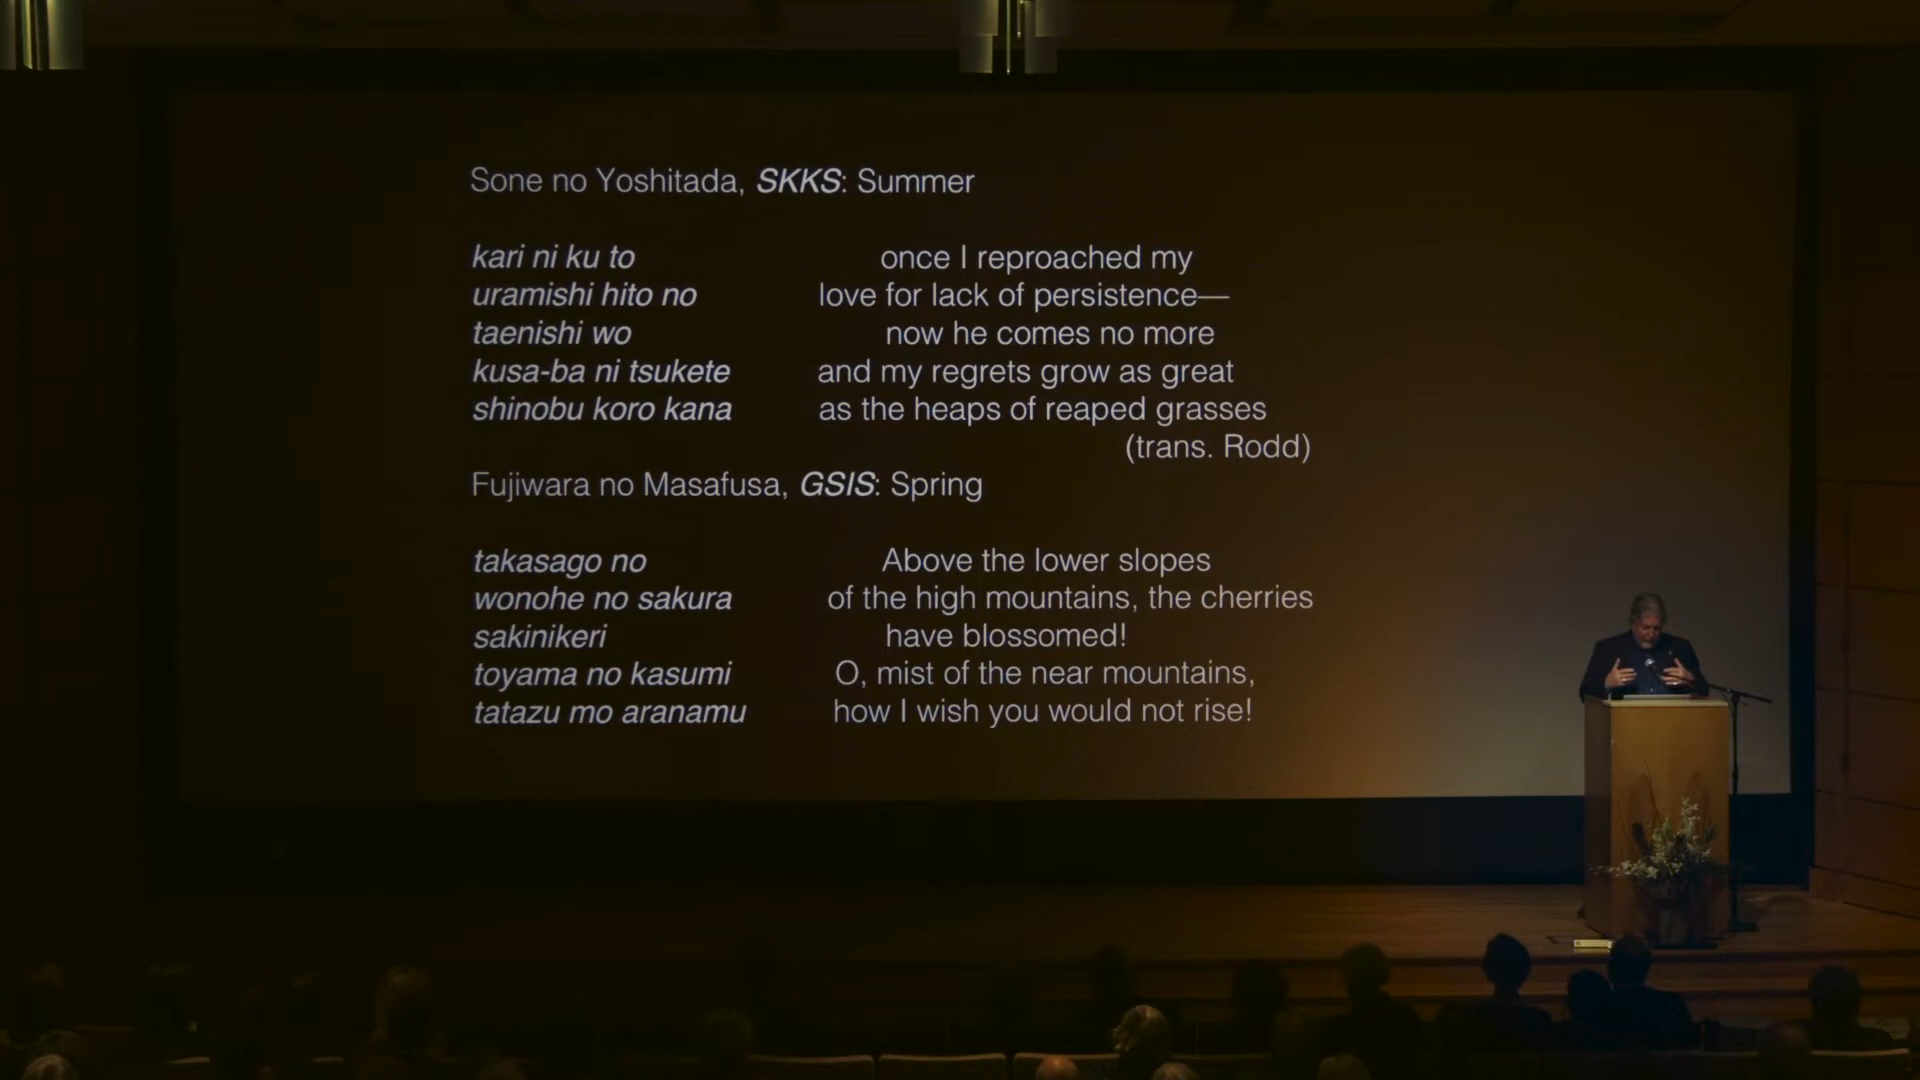 Sone no Yoshitada, SKKS: Summer
kari ni ku to
uramishi hito no
taenishi wo
kusa-ba ni tsukete
shinobu koro kana
once I reproached my
love for lack of persistence—
now he comes no more
and my regrets grow as great
as the heaps of reaped grasses
(trans. Rodd)
Fujiwara no Masafusa, GSIS: Spring
takasago no
wonohe no sakura
sakinikeri
toyama no kasumi
tatazu mo aranamu
Above the lower slopes
of the high mountains, the cherries
have blossomed!
O, mist of the near mountains,
how I wish you would not rise!